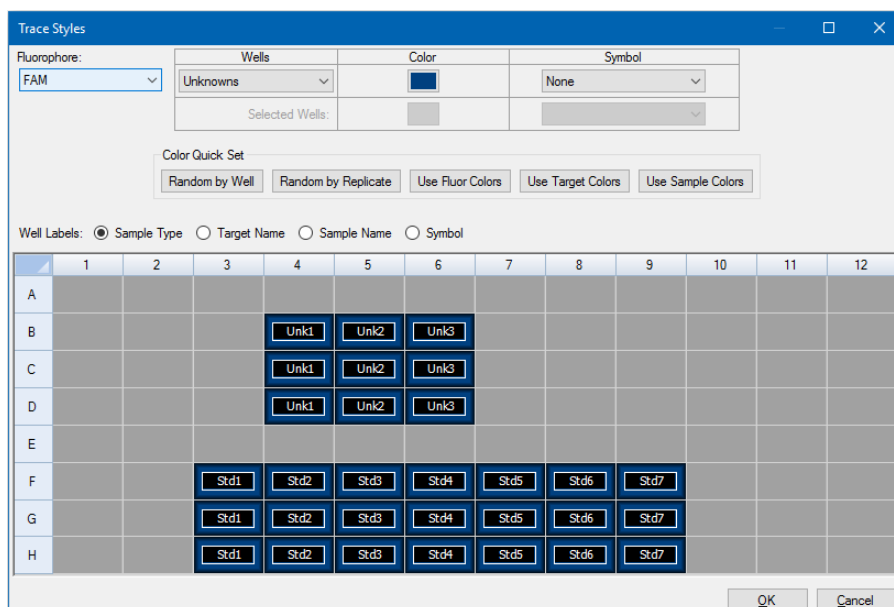 Trace Styles
Fluorophore:
FAM
Wells Color Symbol
Unknowns None
Selected Wells:
Color Quick Set
Random by Well Random by Replicate Use Fluor Colors Use Target Colors Use Sample Colors
Well Labels: Sample Type Target Name Sample Name Symbol
1 2 3 4 5 6 7 8 9 10 11 12
A
B Unk1 Unk2 Unk3
C Unk1 Unk2 Unk3
D Unk1 Unk2 Unk3
E
F Std1 Std2 Std3 Std4 Std5 Std6 Std7
G Std1 Std2 Std3 Std4 Std5 Std6 Std7
H Std1 Std2 Std3 Std4 Std5 Std6 Std7
OK Cancel